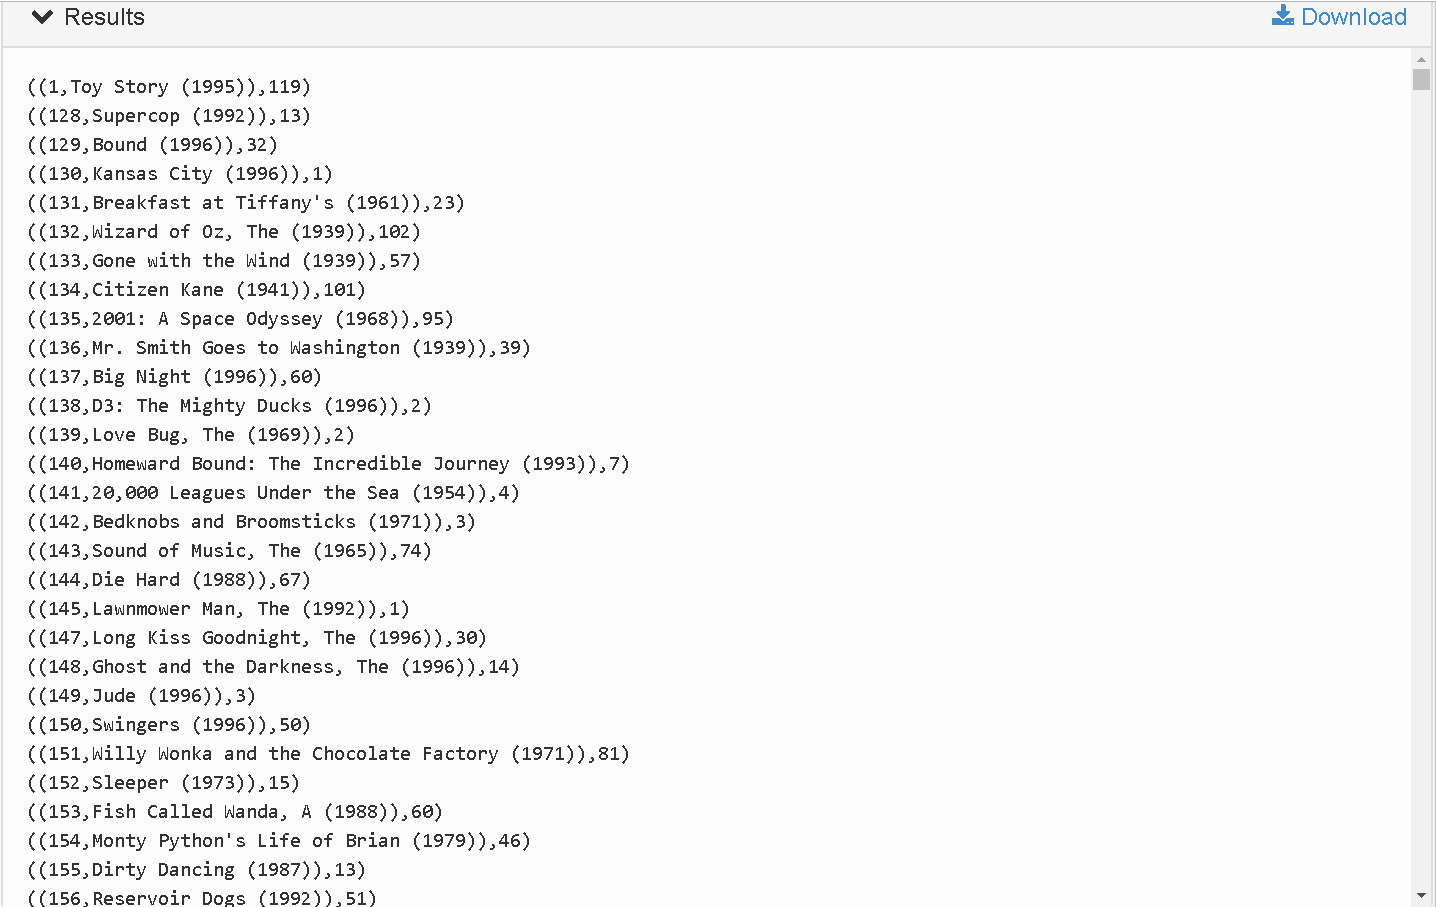 Results
Download
((1,Toy Story (1995)),119)
((128,Supercop (1992)),13)
((129,Bound (1996)),32)
((130,Kansas City (1996)),1)
((131,Breakfast at Tiffany's (1961)),23)
((132,Wizard of Oz, The (1939)),102)
((133,Gone with the Wind (1939)),57)
((134,Citizen Kane (1941)),101)
((135,2001: A Space Odyssey (1968)),95)
((136,Mr. Smith Goes to Washington (1939)),39)
((137,Big Night (1996)),60)
((138,D3: The Mighty Ducks (1996)),2)
((139,Love Bug, The (1969)),2)
((140,Homeward Bound: The Incredible Journey (1993)),7)
((141,20,000 Leagues Under the Sea (1954)),4)
((142,Bedknobs and Broomsticks (1971)),3)
((143,Sound of Music, The (1965)),74)
((144,Die Hard (1988)),67)
((145,Lawnmower Man, The (1992)),1)
((147,Long Kiss Goodnight, The (1996)),30)
((148,Ghost and the Darkness, The (1996)),14)
((149,Jude (1996)),3)
((150,Swingers (1996)),50)
((151,Willy Wonka and the Chocolate Factory (1971)),81)
((152,Sleeper (1973)),15)
((153,Fish Called Wanda, A (1988)),60)
((154,Monty Python's Life of Brian (1979)),46)
((155,Dirty Dancing (1987)),13)
((156,Reservoir Dogs (1992)),51)